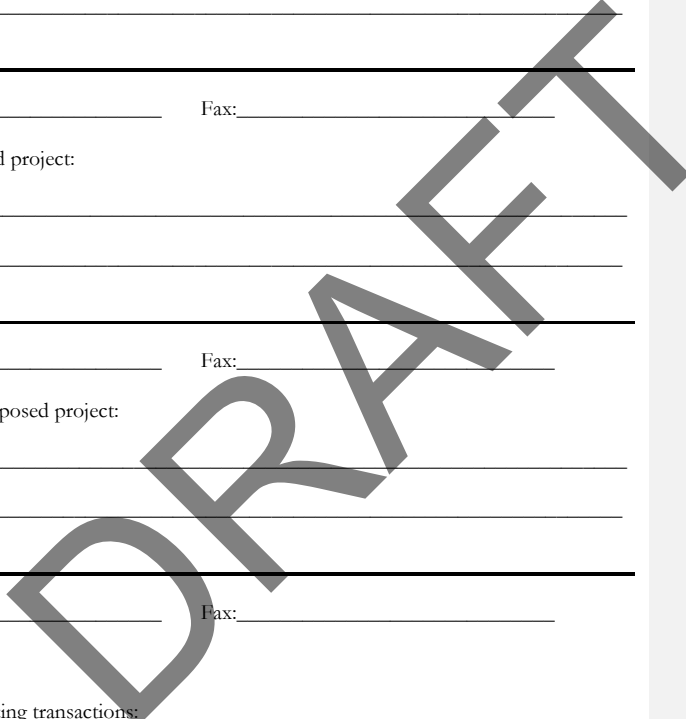 Fax:
d project:
Fax:
posed project:
Fax:
ing transactions:
DRAFT